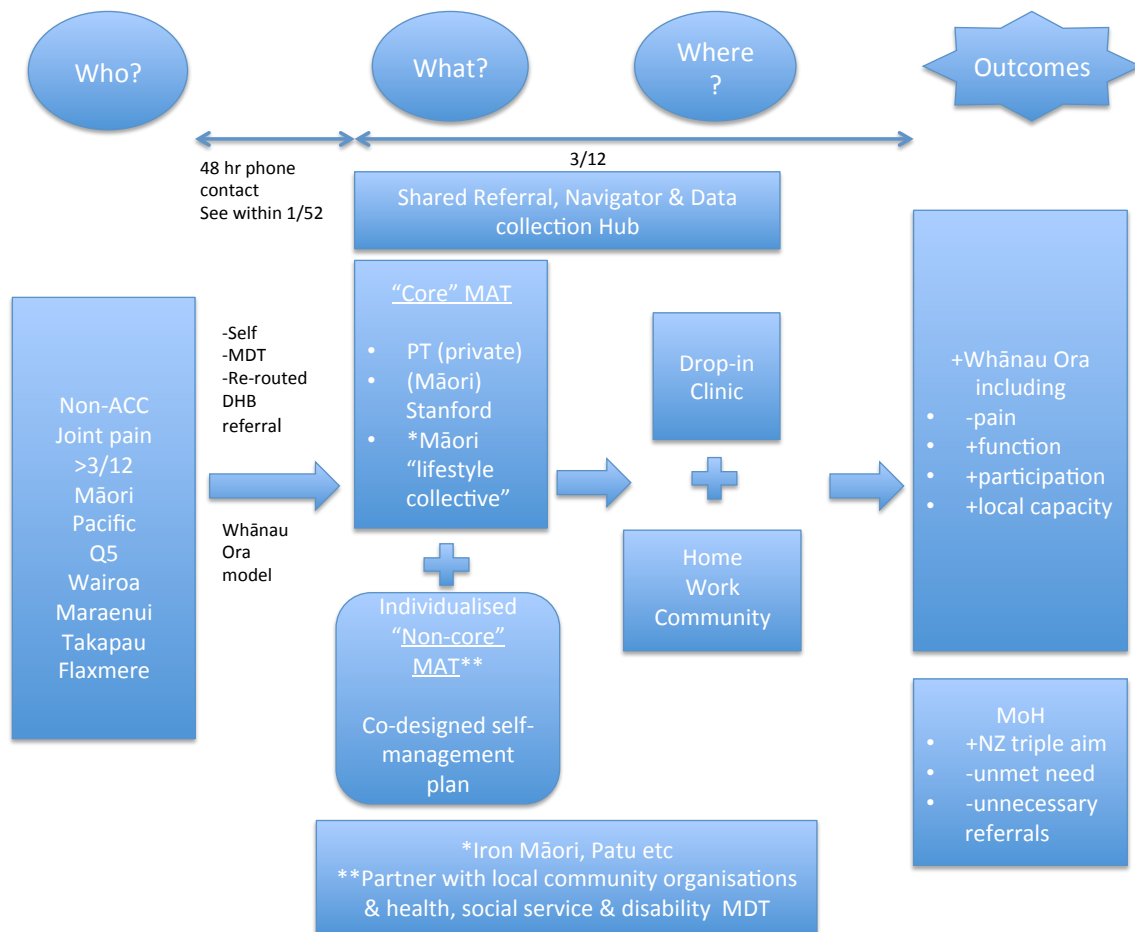 Who?
What?
Where
?
Outcomes
48 hr phone
contact
See within 1/52
3/12
Shared Referral, Navigator & Data
collection Hub
Non-ACC
Joint pain
>3/12
Māori
Pacific
Q5
Wairoa
Maraenui
Takapau
Flaxmere
-Self
-MDT
-Re-routed
DHB
referral
Whānau
Ora
model
“Core” MAT
• PT (private)
• (Māori)
Stanford
• *Māori
“lifestyle
collective”
Individualised
“Non-core”
MAT**
Co-designed self-
management
plan
Drop-in
Clinic
Home
Work
Community
+Whānau Ora
including
• -pain
• +function
• +participation
• +local capacity
MoH
• +NZ triple aim
• -unmet need
• -unnecessary
referrals
*Iron Māori, Patu etc
**Partner with local community organisations
& health, social service & disability MDT